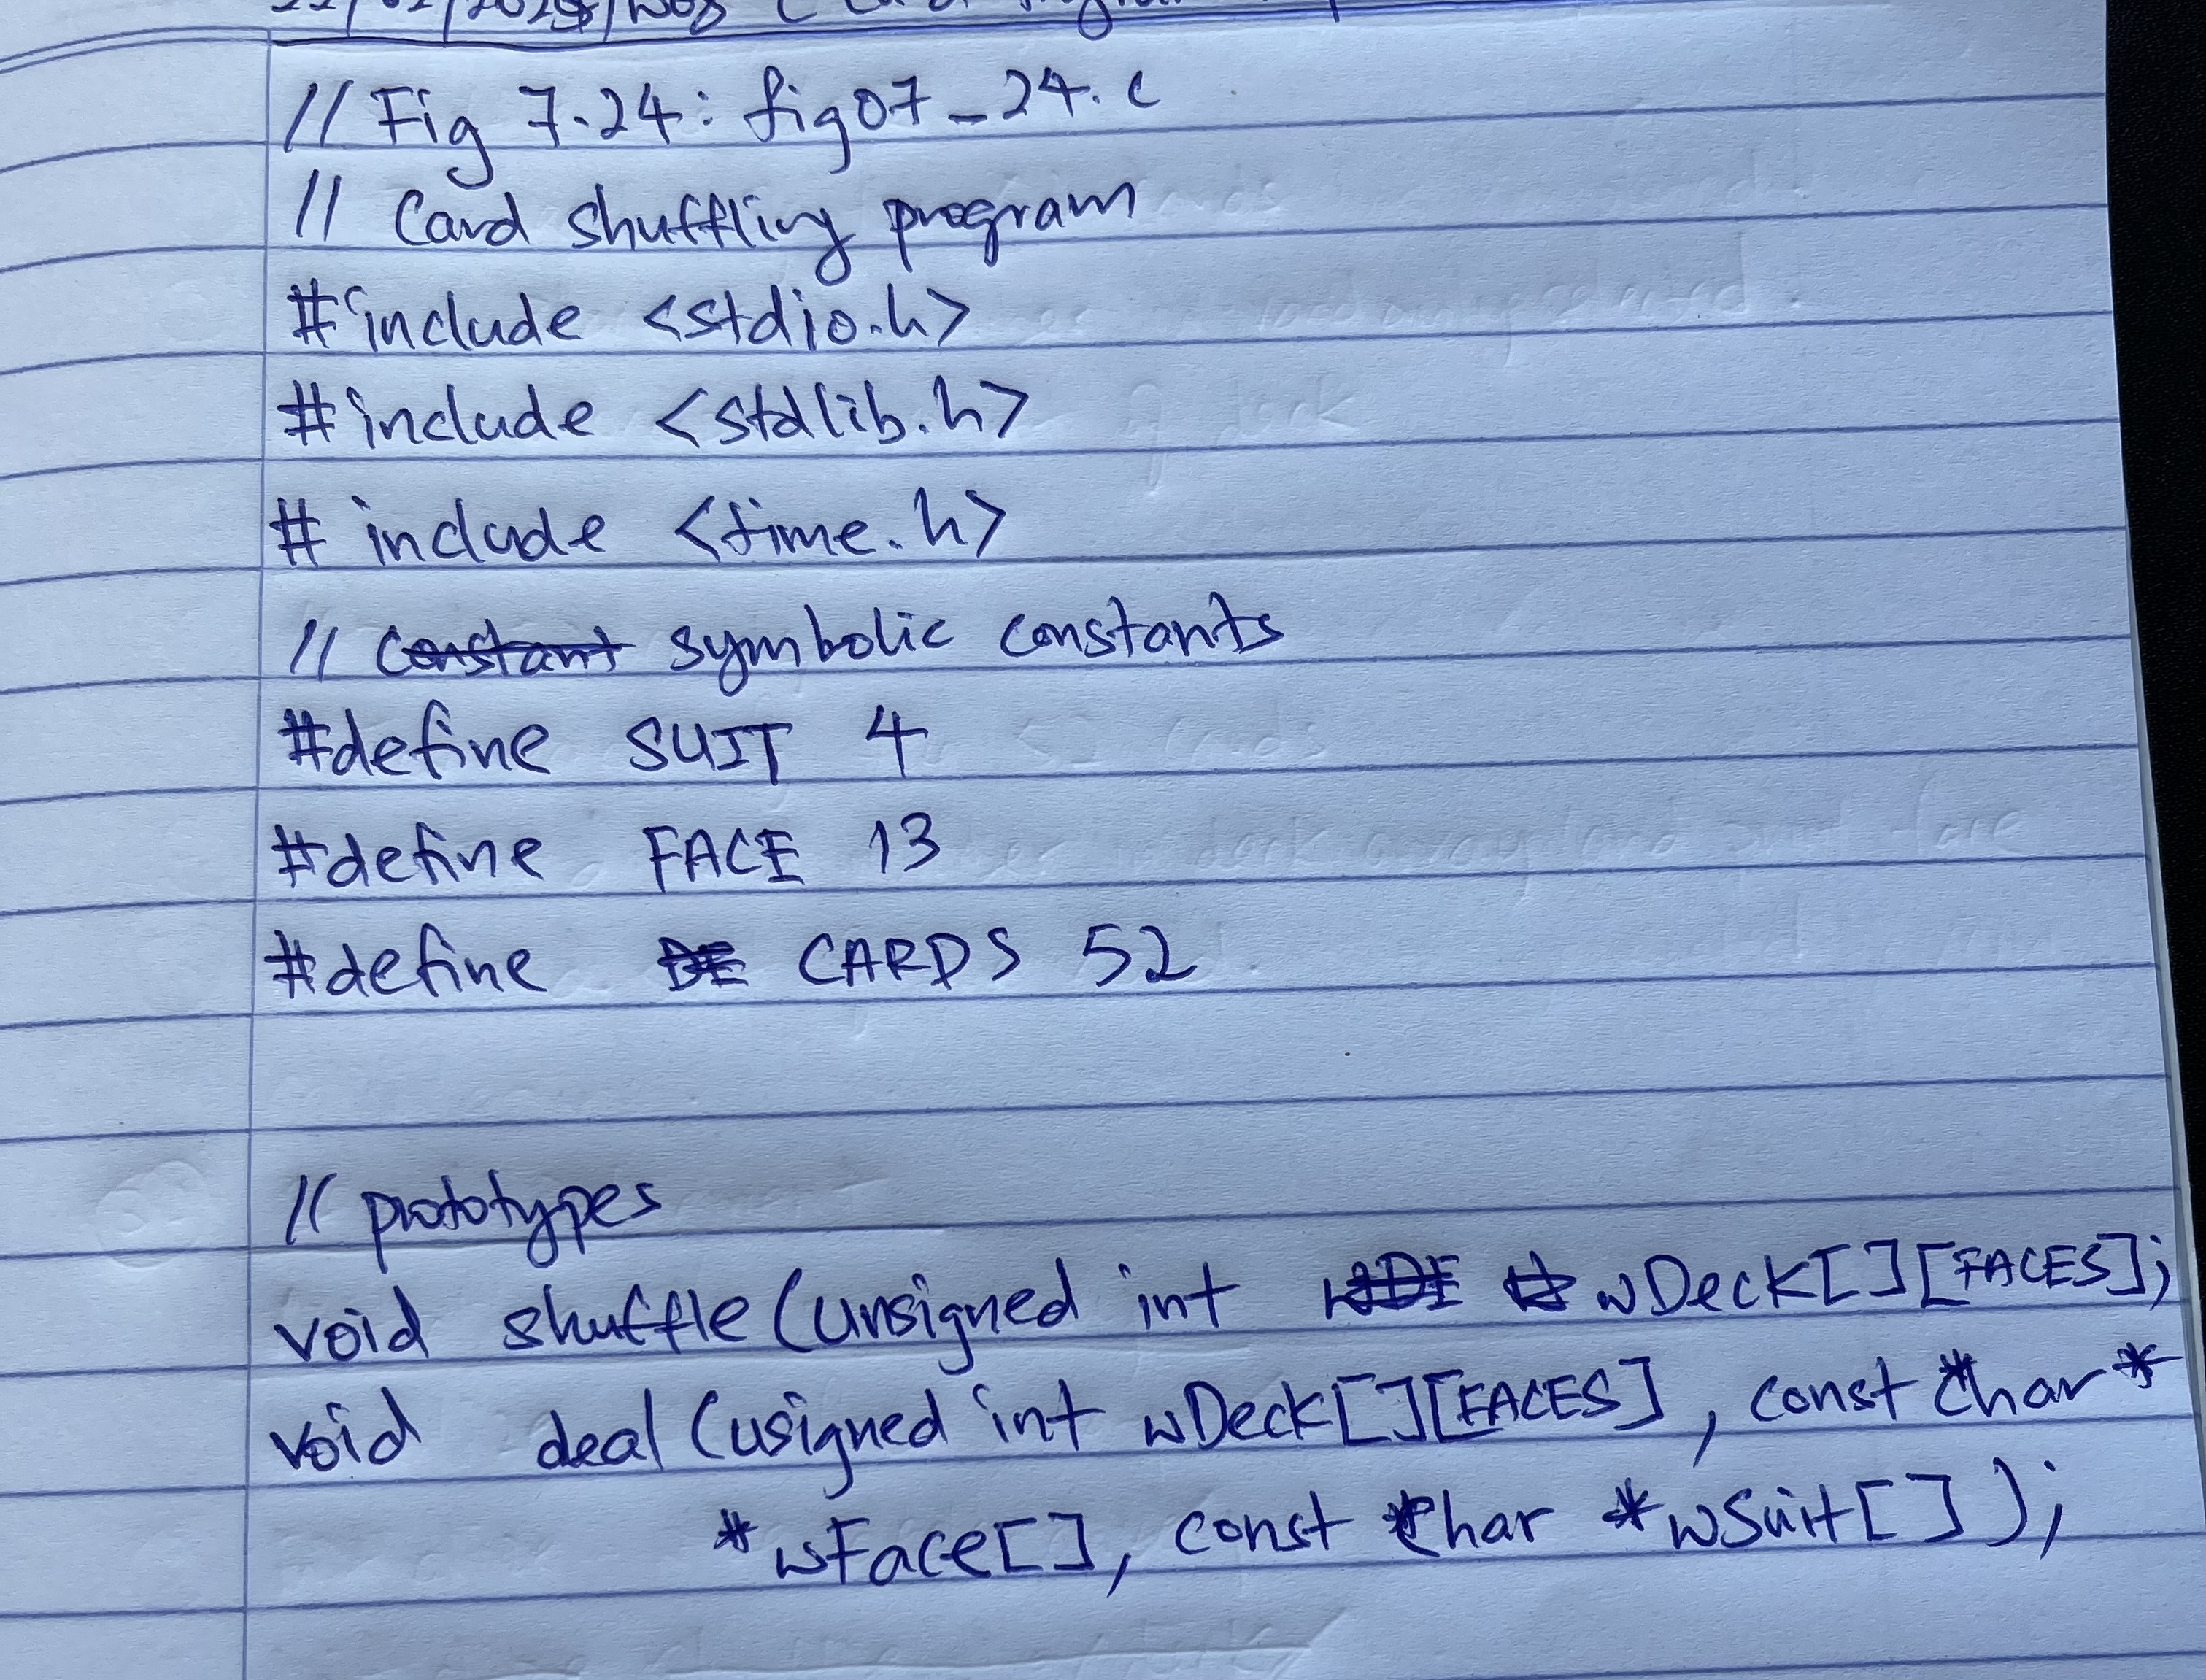 // Fig 7.24: fig07_24.c
// Card shuffling program
#include <stdio.h>
#include <stdlib.h>
# include <time.h>
// constant symbolic constants
#define SUIT 4
#define FACE 13
#define DE CARDS 52
// prototypes
void shuffle (unsigned int wDeck[][FACES];
void deal (usigned int wDeck[][FACES], const char *
*wFace[], const char *wSuit[]);